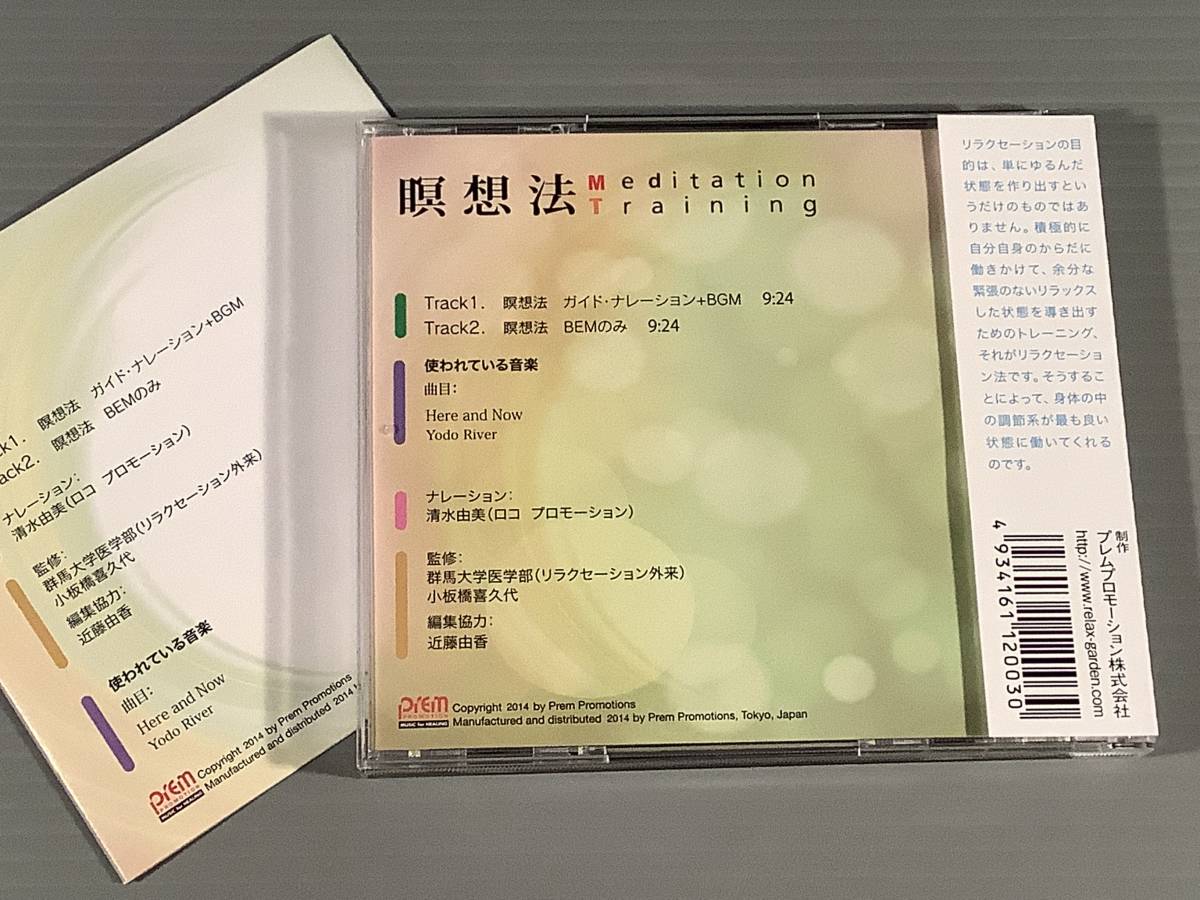 瞑想法 Meditation
Training
Track1. 瞑想法 ガイド・ナレーション+BGM 9:24
Track2. 瞑想法 BEMのみ 9:24
使われている音楽
曲目:
Here and Now
Yodo River
ナレーション:
清水由美(ロコ プロモーション)
監修:
群馬大学医学部(リラクセーション外来)
小板橋喜久代
編集協力:
近藤由香
Prem
PROMOTION
MUSIC for HEALING
Copyright 2014 by Prem Promotions
Manufactured and distributed 2014 by Prem Promotions, Tokyo, Japan
リラクセーションの目
的は、単にゆるんだ
状態を作り出すとい
うだけのものではあ
りません。積極的に
自分自身のからだに
働きかけて、余分な
緊張のないリラックス
した状態を導き出す
ためのトレーニング、
それがリラクセーショ
ン法です。そうするこ
とによって、身体の中
の調節系が最も良い
状態に働いてくれる
のです。
制作
プレムプロモーション株式会社
http://www.relax-garden.com
4 934161 120030
ck1. 瞑想法 ガイド・ナレーション+BGM
ack2. 瞑想法 BEMのみ
ナレーション:
清水由美(ロコ プロモーション)
監修:
群馬大学医学部(リラクセーション外来)
小板橋喜久代
編集協力:
近藤由香
使われている音楽
曲目:
Here and Now
Yodo River
Prem
PROMOTION
MUSIC for HEALING
Copyright 2014 by Prem Promotions
Manufactured and distributed 2014